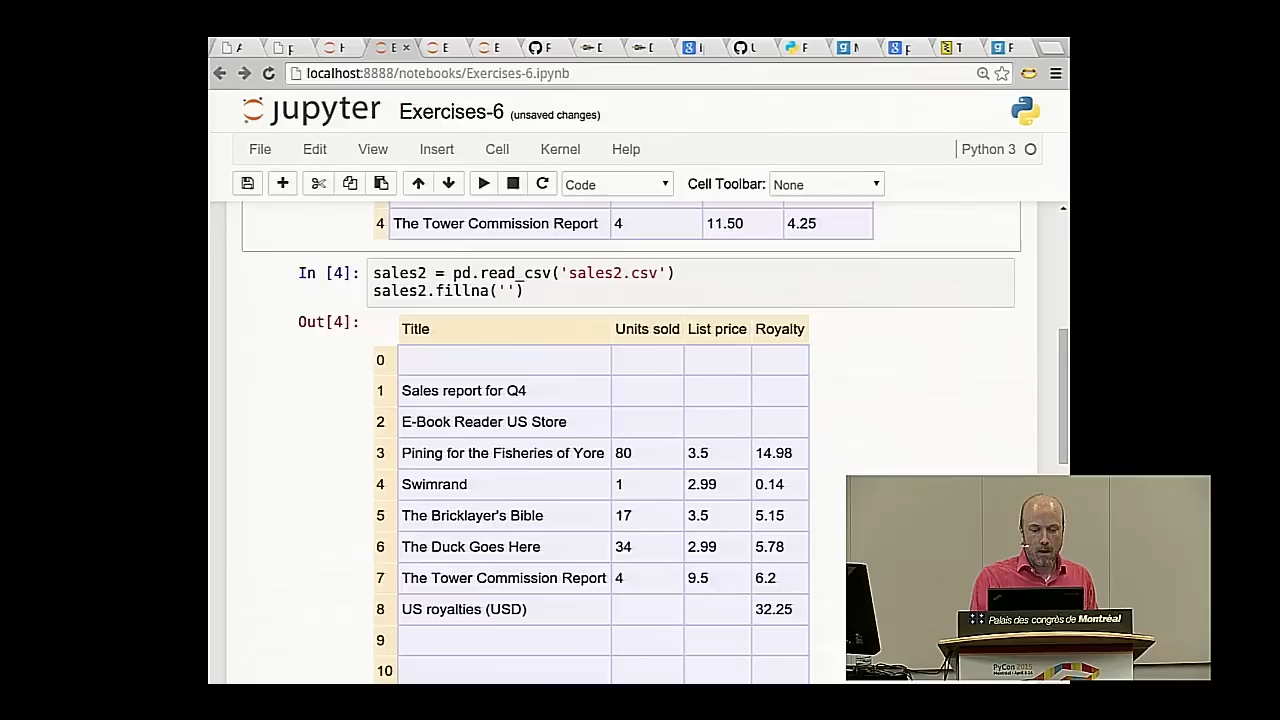 localhost:8888/notebooks/Exercises-6.ipynb
jupyter Exercises-6 (unsaved changes)
File Edit View Insert Cell Kernel Help Python 3
Code Cell Toolbar: None
4 The Tower Commission Report 4 11.50 4.25
In [4]: sales2 = pd.read_csv('sales2.csv')
sales2.fillna('')
Out[4]:
Title Units sold List price Royalty
0
1 Sales report for Q4
2 E-Book Reader US Store
3 Pining for the Fisheries of Yore 80 3.5 14.98
4 Swimrand 1 2.99 0.14
5 The Bricklayer's Bible 17 3.5 5.15
6 The Duck Goes Here 34 2.99 5.78
7 The Tower Commission Report 4 9.5 6.2
8 US royalties (USD) 32.25
9
10
Palais des congrès de Montréal
PyCon 2015